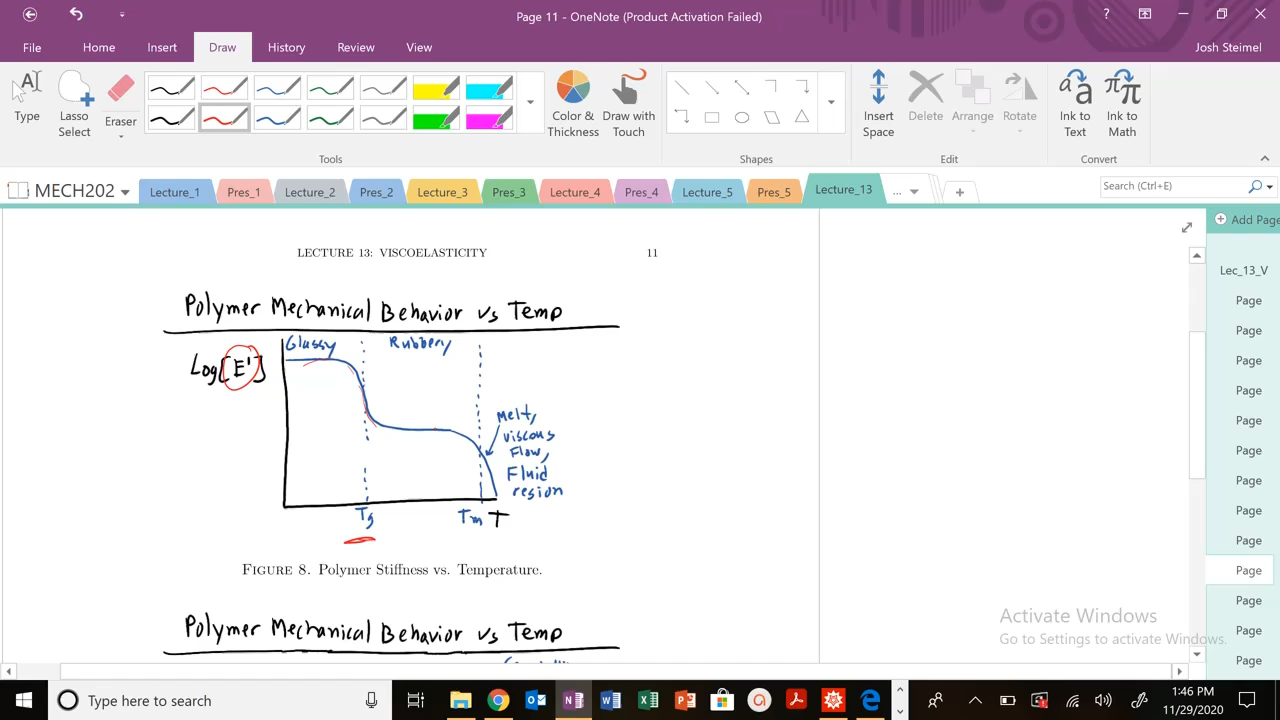 Page 11 - OneNote (Product Activation Failed)
File Home Insert Draw History Review View Josh Steimel
Type Lasso Select Eraser Color & Thickness Draw with Touch Insert Space Delete Arrange Rotate Ink to Text Ink to Math
Tools Shapes Edit Convert
MECH202 Lecture_1 Pres_1 Lecture_2 Pres_2 Lecture_3 Pres_3 Lecture_4 Pres_4 Lecture_5 Pres_5 Lecture_13 ... Search (Ctrl+E)
Add Page
LECTURE 13: VISCOELASTICITY 11
Lec_13_V
Page
Page
Page
Page
Page
Page
Page
Page
Page
Page
Page
Page
Page
Polymer Mechanical Behavior vs Temp
Glassy Rubbery
Log[E']
Melt,
viscous
Flow,
Fluid
region
Tg Tm T
FIGURE 8. Polymer Stiffness vs. Temperature.
Polymer Mechanical Behavior vs Temp
Activate Windows
Go to Settings to activate Windows.
Type here to search
1:46 PM
11/29/2020